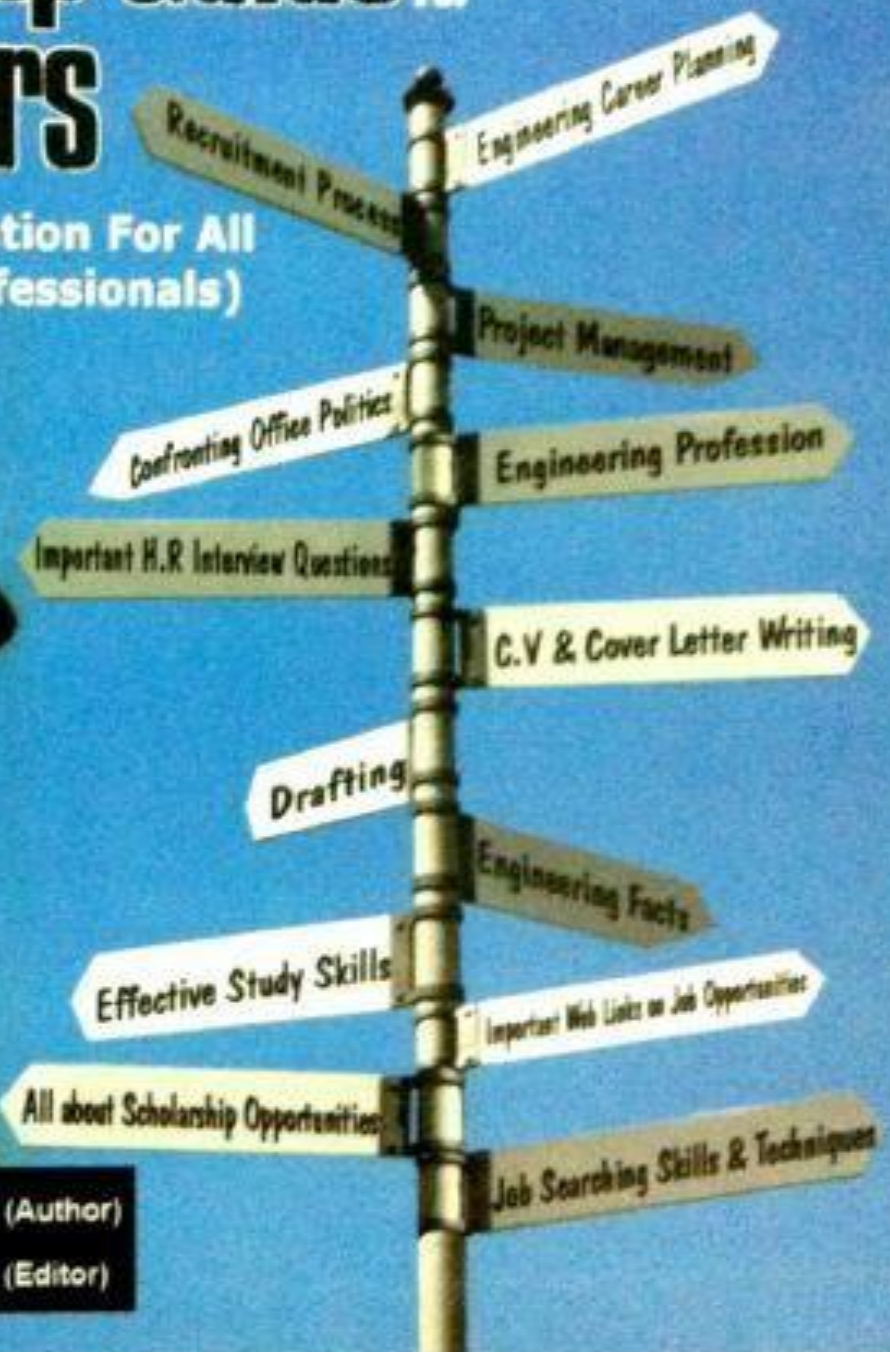 rs
tion For All
fessionals)
Engineering Career Planning
Recruitment Process
Project Management
Confronting Office Politics
Engineering Profession
Important H.R Interview Questions
C.V & Cover Letter Writing
Drafting
Engineering Facts
Effective Study Skills
Important Web Links on Job Opportunities
All about Scholarship Opportunities
Job Searching Skills & Techniques
(Author)
(Editor)